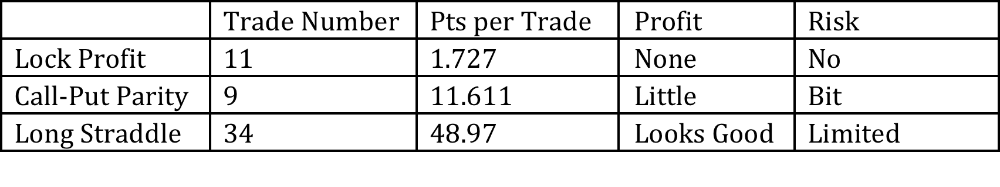 Trade Number Pts per Trade Profit Risk
Lock Profit 11 1.727 None No
Call-Put Parity 9 11.611 Little Bit
Long Straddle 34 48.97 Looks Good Limited